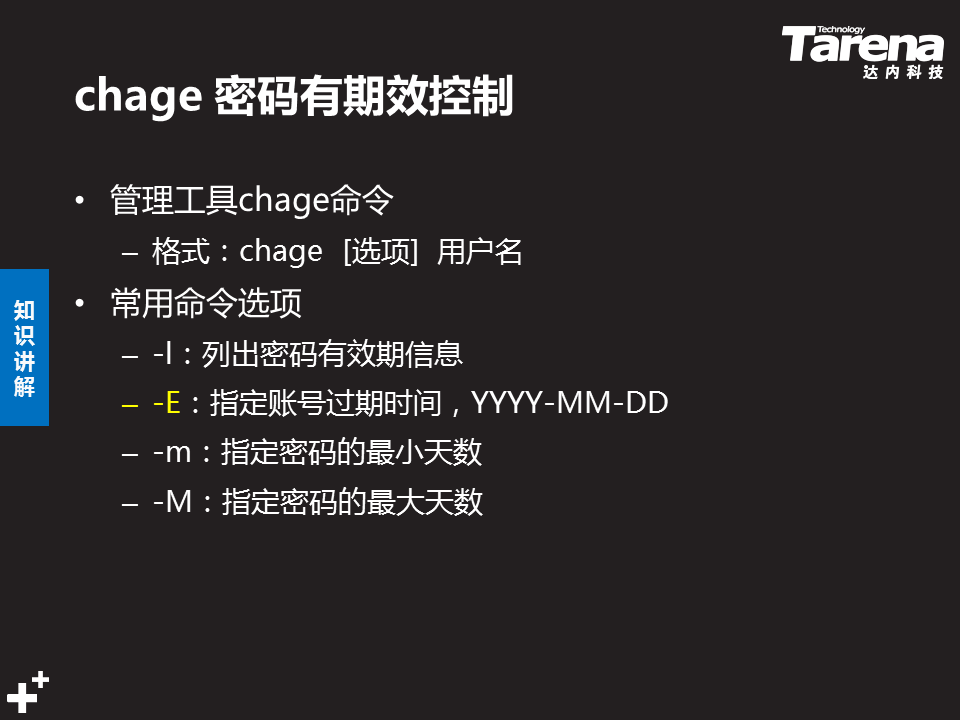 Technology
Tarena
达内科技
chage 密码有期效控制
• 管理工具chage命令
– 格式：chage [选项] 用户名
• 常用命令选项
– -l：列出密码有效期信息
– -E：指定账号过期时间，YYYY-MM-DD
– -m：指定密码的最小天数
– -M：指定密码的最大天数
知识讲解